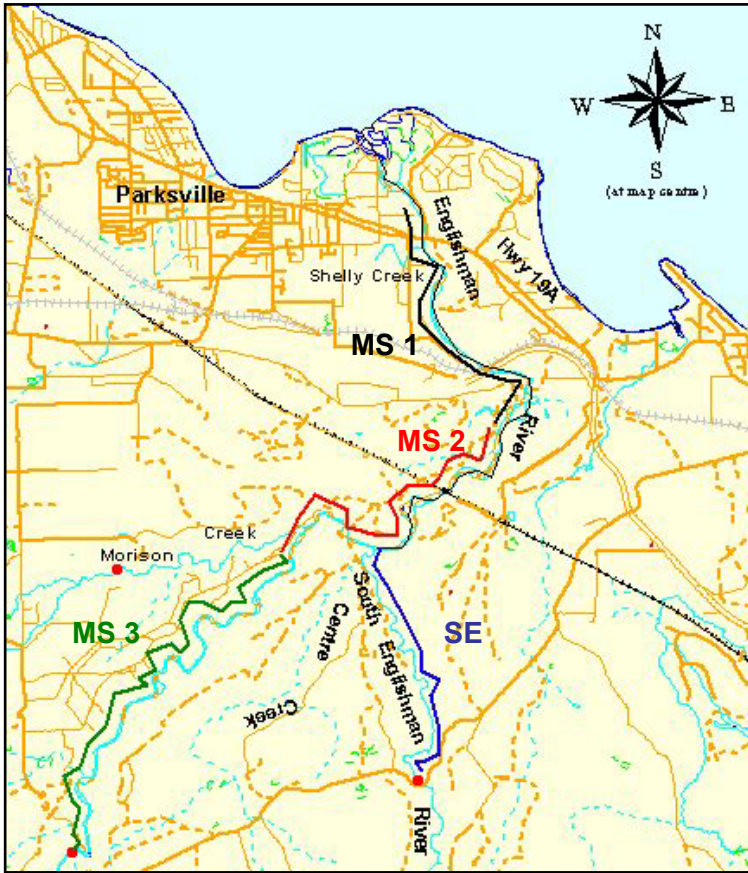 N
W E
S
(at map centre)
Parksville
Englishman
Hwy 19A
Shelly Creek
MS 1
MS 2
River
Creek
Morison
MS 3
South
Centre
SE
Englishman
Creek
River